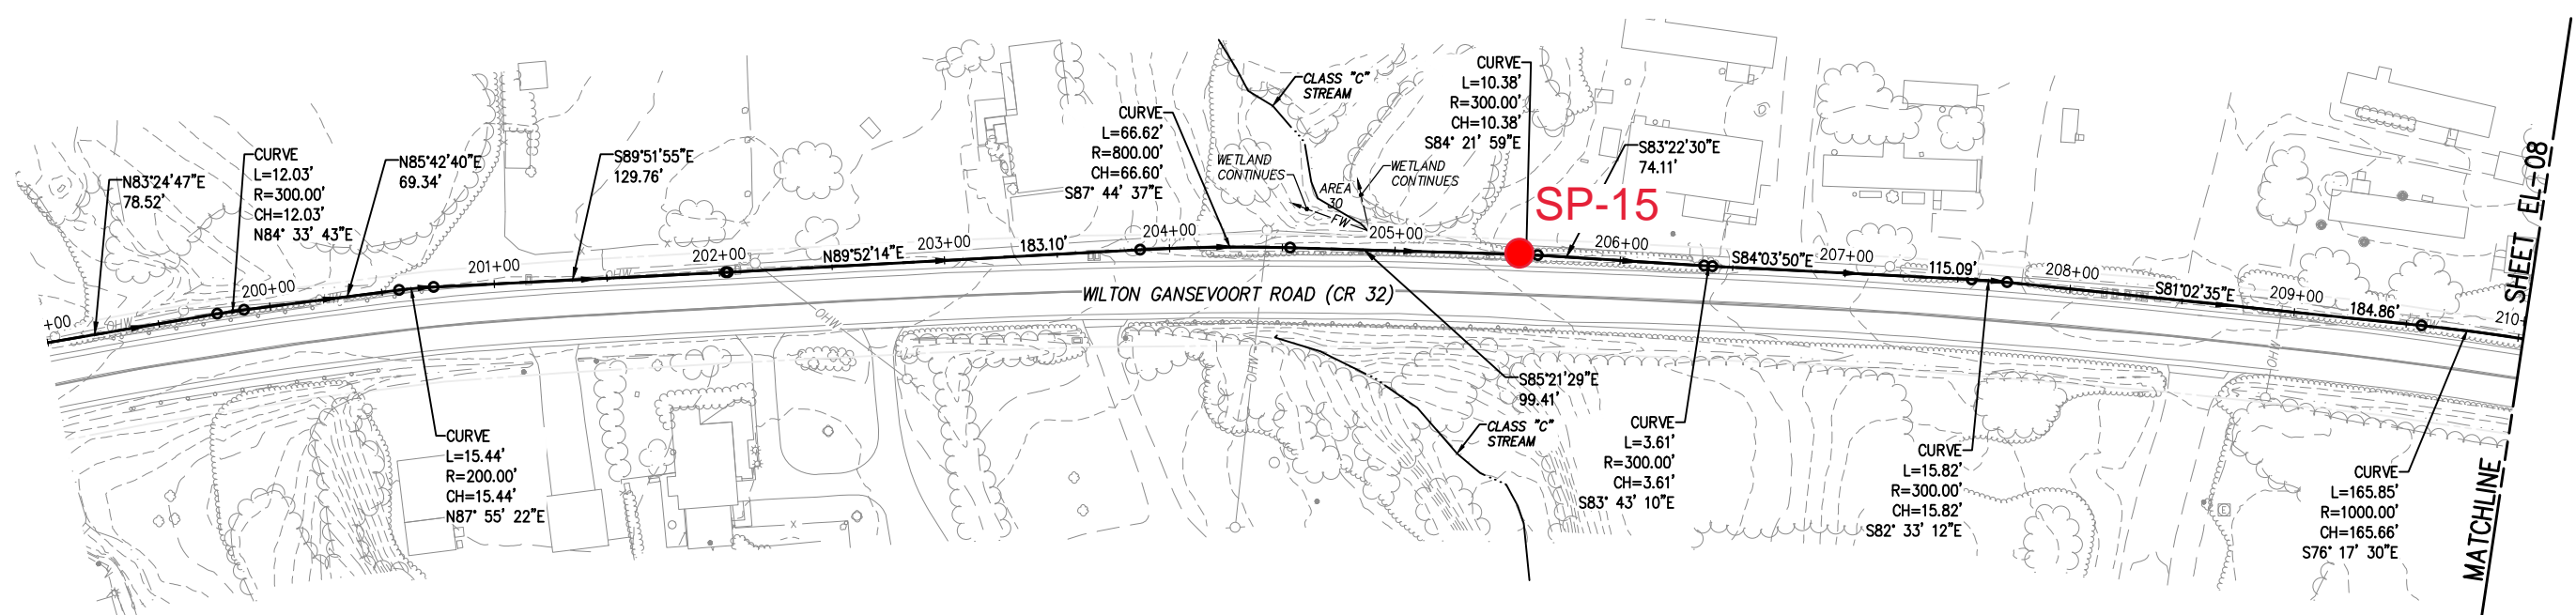 CLASS "C"
STREAM
CURVE
L=10.38'
R=300.00'
CH=10.38'
S84° 21' 59"E
CURVE
L=66.62'
R=800.00'
CH=66.60'
S87° 44' 37"E
WETLAND
CONTINUES
AREA
30
FW
WETLAND
CONTINUES
S83°22'30"E
74.11'
SP-15
N83°24'47"E
78.52'
CURVE
L=12.03'
R=300.00'
CH=12.03'
N84° 33' 43"E
N85°42'40"E
69.34'
S89°51'55"E
129.76'
+00
200+00
201+00
202+00
203+00
204+00
205+00
206+00
207+00
208+00
209+00
210
N89°52'14"E
183.10'
S84°03'50"E
115.09'
S81°02'35"E
184.86'
OHW
OHW
OHW
OHW
OHW
OHW
WILTON GANSEVOORT ROAD (CR 32)
S85°21'29"E
99.41'
CLASS "C"
STREAM
CURVE
L=15.44'
R=200.00'
CH=15.44'
N87° 55' 22"E
CURVE
L=3.61'
R=300.00'
CH=3.61'
S83° 43' 10"E
CURVE
L=15.82'
R=300.00'
CH=15.82'
S82° 33' 12"E
CURVE
L=165.85'
R=1000.00'
CH=165.66'
S76° 17' 30"E
E
MATCHLINE SHEET EL-08